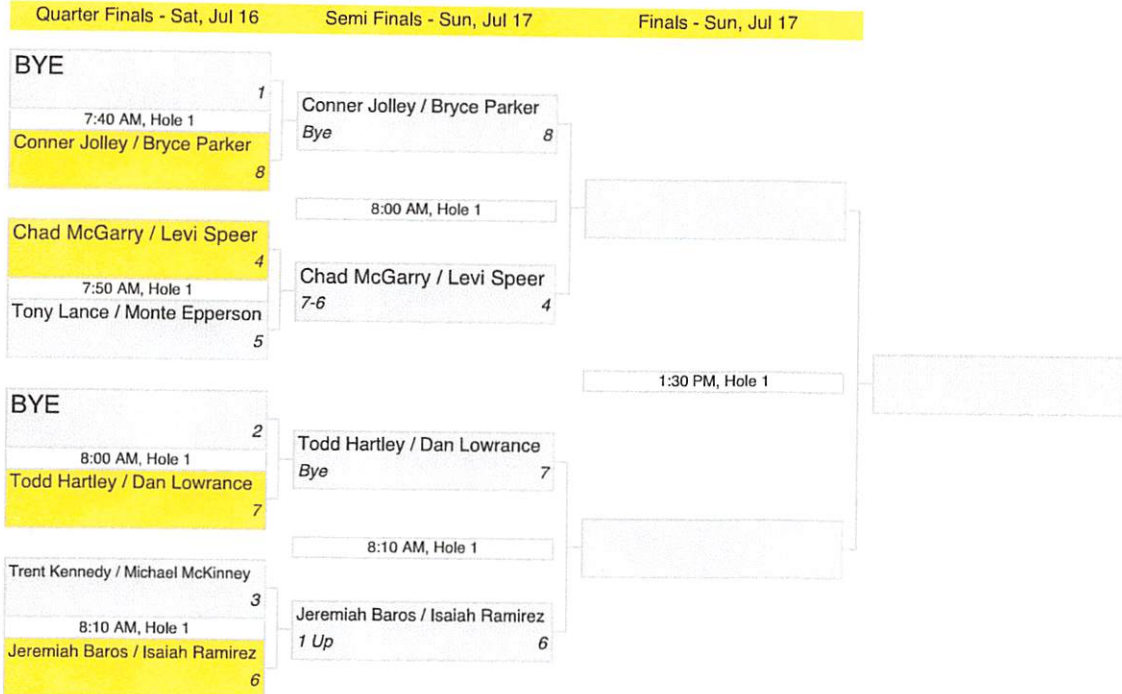 Quarter Finals - Sat, Jul 16
Semi Finals - Sun, Jul 17
Finals - Sun, Jul 17
BYE
1
7:40 AM, Hole 1
Conner Jolley / Bryce Parker
8
Chad McGarry / Levi Speer
4
7:50 AM, Hole 1
Tony Lance / Monte Epperson
5
BYE
2
8:00 AM, Hole 1
Todd Hartley / Dan Lowrance
7
Trent Kennedy / Michael McKinney
3
8:10 AM, Hole 1
Jeremiah Baros / Isaiah Ramirez
6
Conner Jolley / Bryce Parker
Bye 8
8:00 AM, Hole 1
Chad McGarry / Levi Speer
7-6 4
Todd Hartley / Dan Lowrance
Bye 7
8:10 AM, Hole 1
Jeremiah Baros / Isaiah Ramirez
1 Up 6
1:30 PM, Hole 1